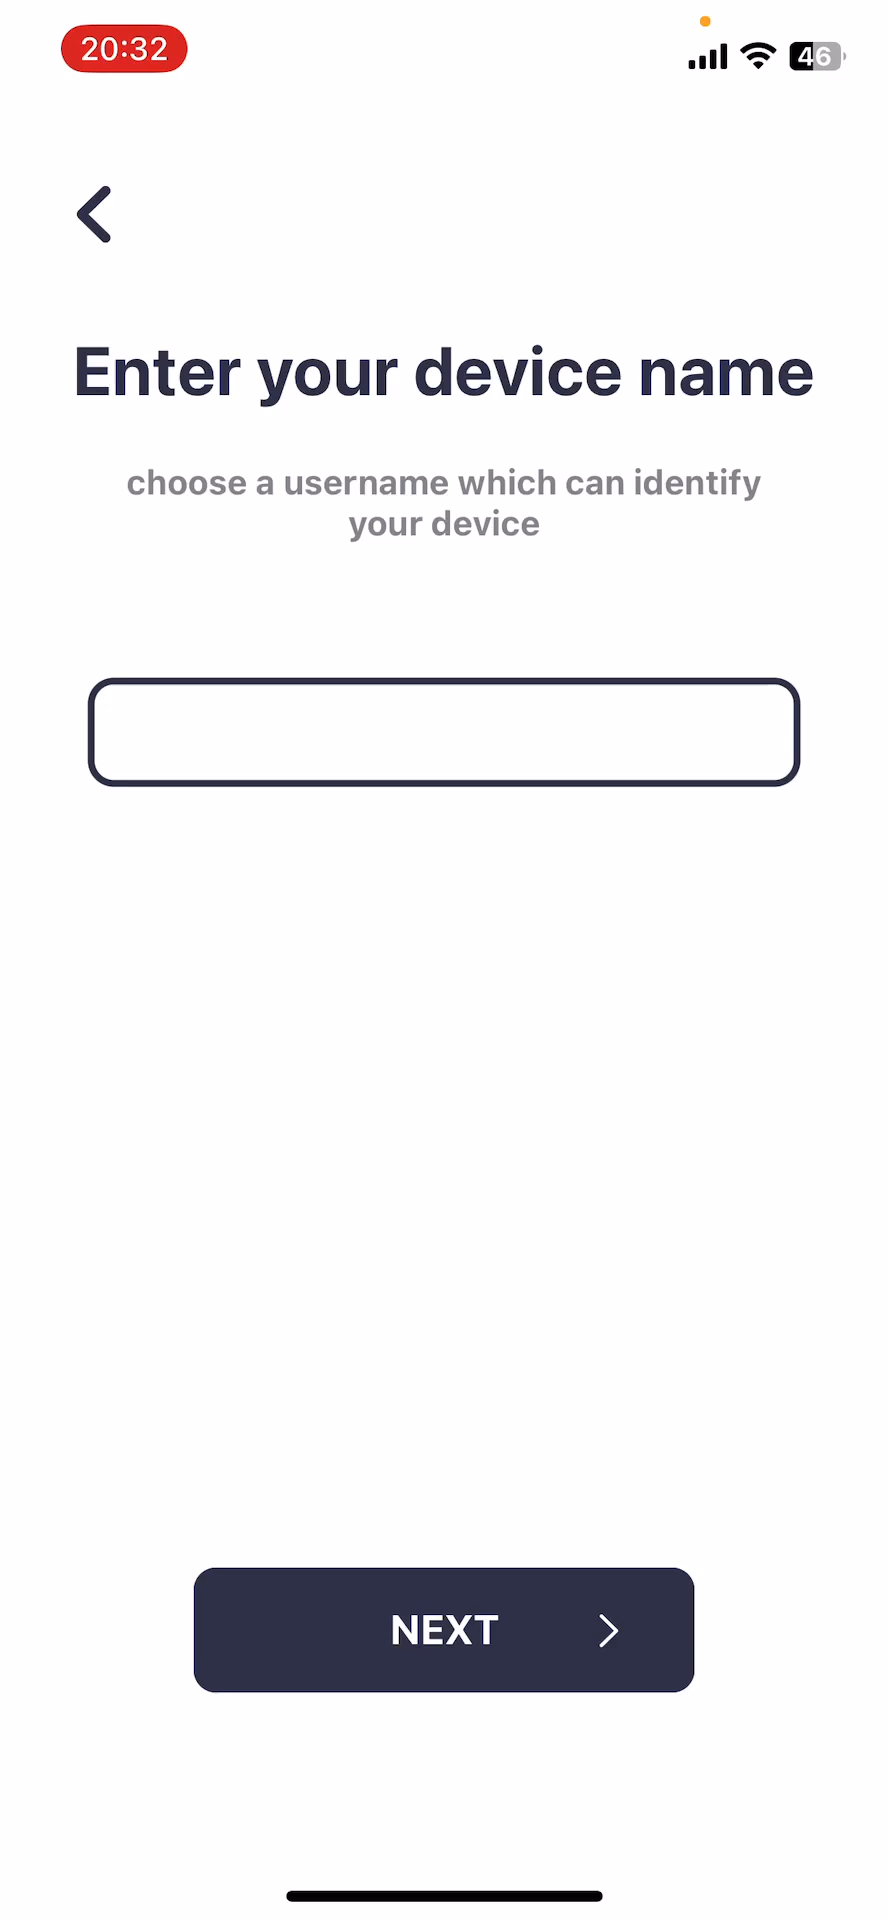 20:32
46
Enter your device name
choose a username which can identify
your device
NEXT